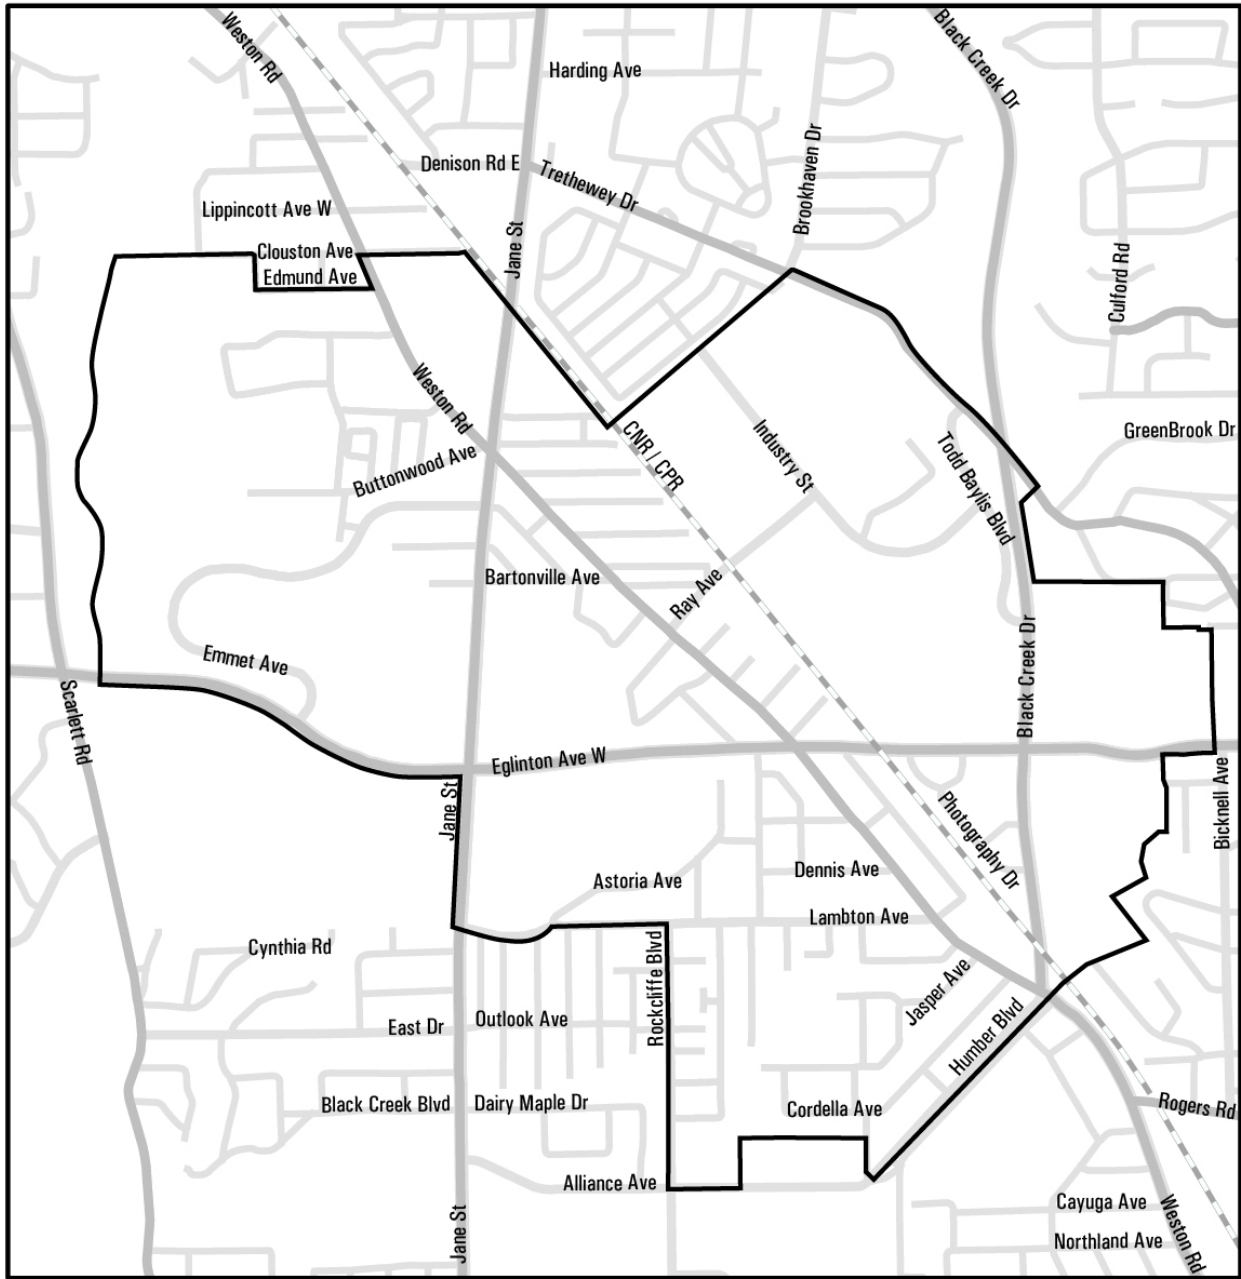 Weston Rd
Black Creek Dr
Harding Ave
Denison Rd E
Trethewey Dr
Brookhaven Dr
Lippincott Ave W
Jane St
Clouston Ave
Edmund Ave
Culford Rd
Weston Rd
CNR / CPR
Industry St
Todd Baylis Blvd
GreenBrook Dr
Buttonwood Ave
Bartonville Ave
Ray Ave
Emmet Ave
Black Creek Dr
Scarlett Rd
Eglinton Ave W
Jane St
Photography Dr
Bicknell Ave
Astoria Ave
Dennis Ave
Lambton Ave
Cynthia Rd
Rockcliffe Blvd
Jasper Ave
East Dr
Outlook Ave
Humber Blvd
Black Creek Blvd
Dairy Maple Dr
Cordella Ave
Rogers Rd
Alliance Ave
Jane St
Cayuga Ave
Northland Ave
Weston Rd